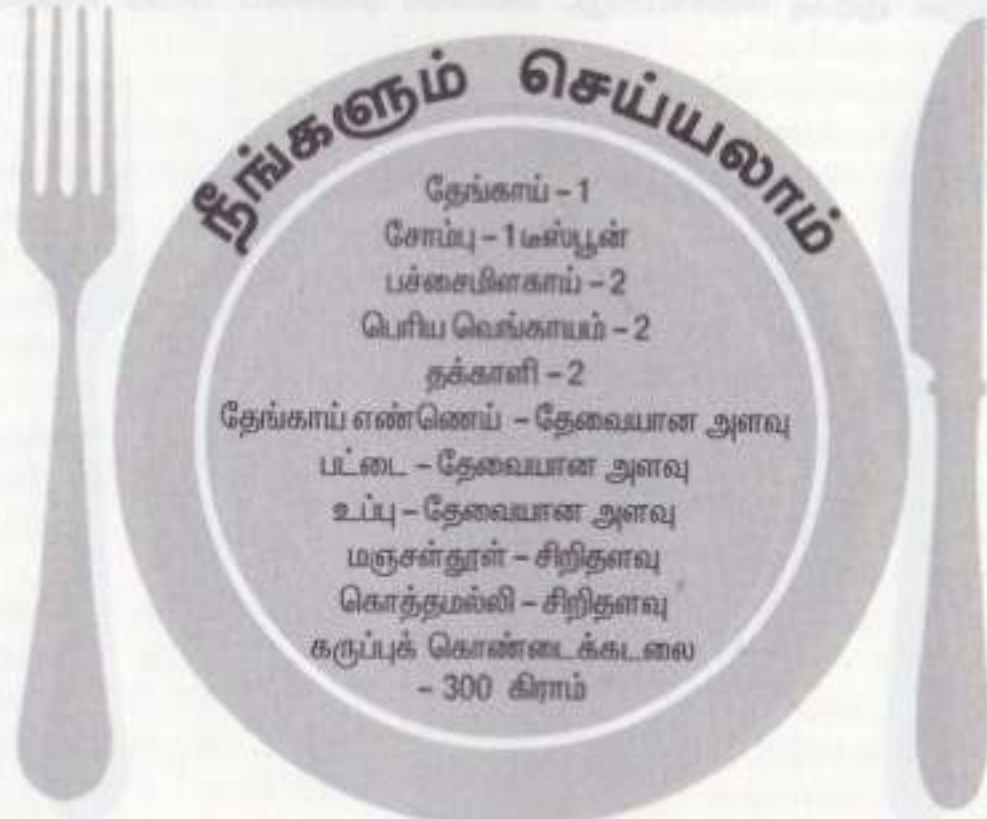 நீங்களும் செய்யலாம்
தேங்காய் – 1
சோம்பு – 1 டீஸ்பூன்
பச்சைமிளகாய் – 2
பெரிய வெங்காயம் – 2
தக்காளி – 2
தேங்காய் எண்ணெய் – தேவையான அளவு
பட்டை – தேவையான அளவு
உப்பு – தேவையான அளவு
மஞ்சள்தூள் – சிறிதளவு
கொத்தமல்லி – சிறிதளவு
கருப்புக் கொண்டைக்கடலை
– 300 கிராம்